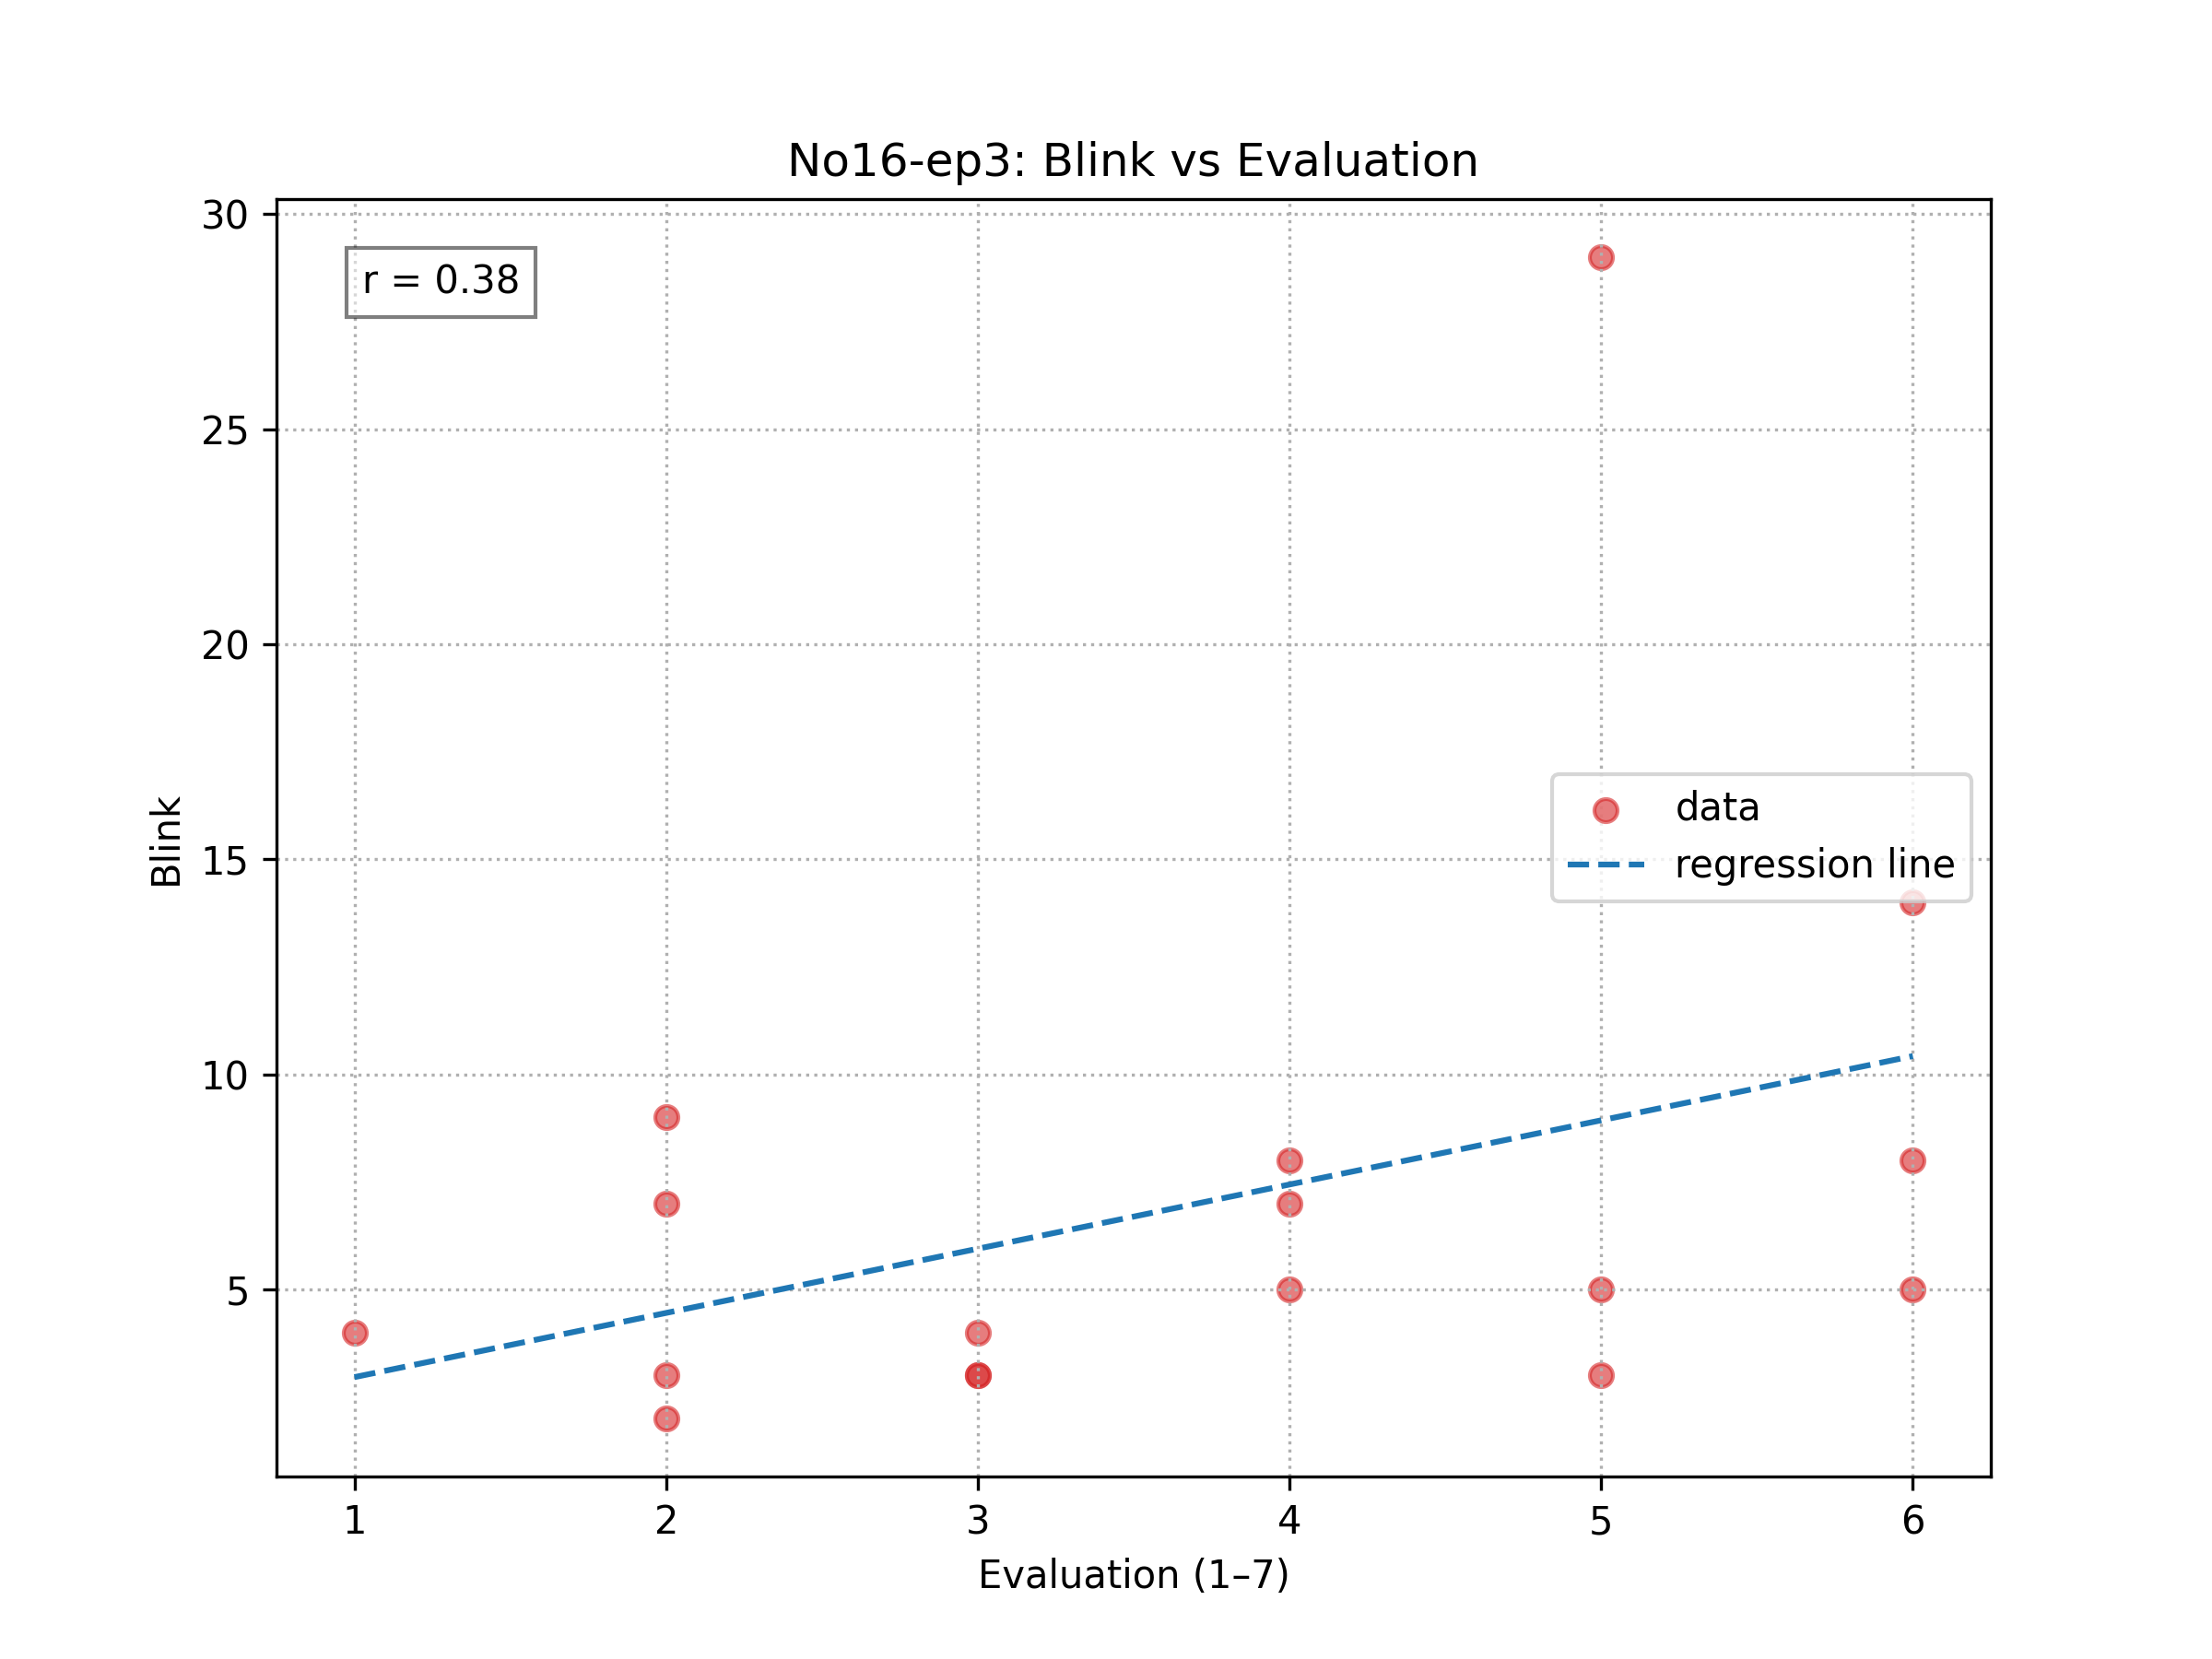 No16-ep3: Blink vs Evaluation
30
r = 0.38
25
20
15
10
5
Blink
data
regression line
1 2 3 4 5 6
Evaluation (1–7)